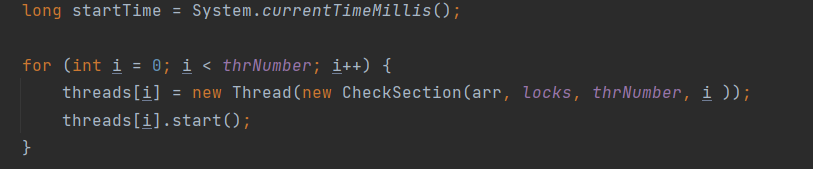 long startTime = System.currentTimeMillis();
for (int i = 0; i < thrNumber; i++) {
threads[i] = new Thread(new CheckSection(arr, locks, thrNumber, i ));
threads[i].start();
}